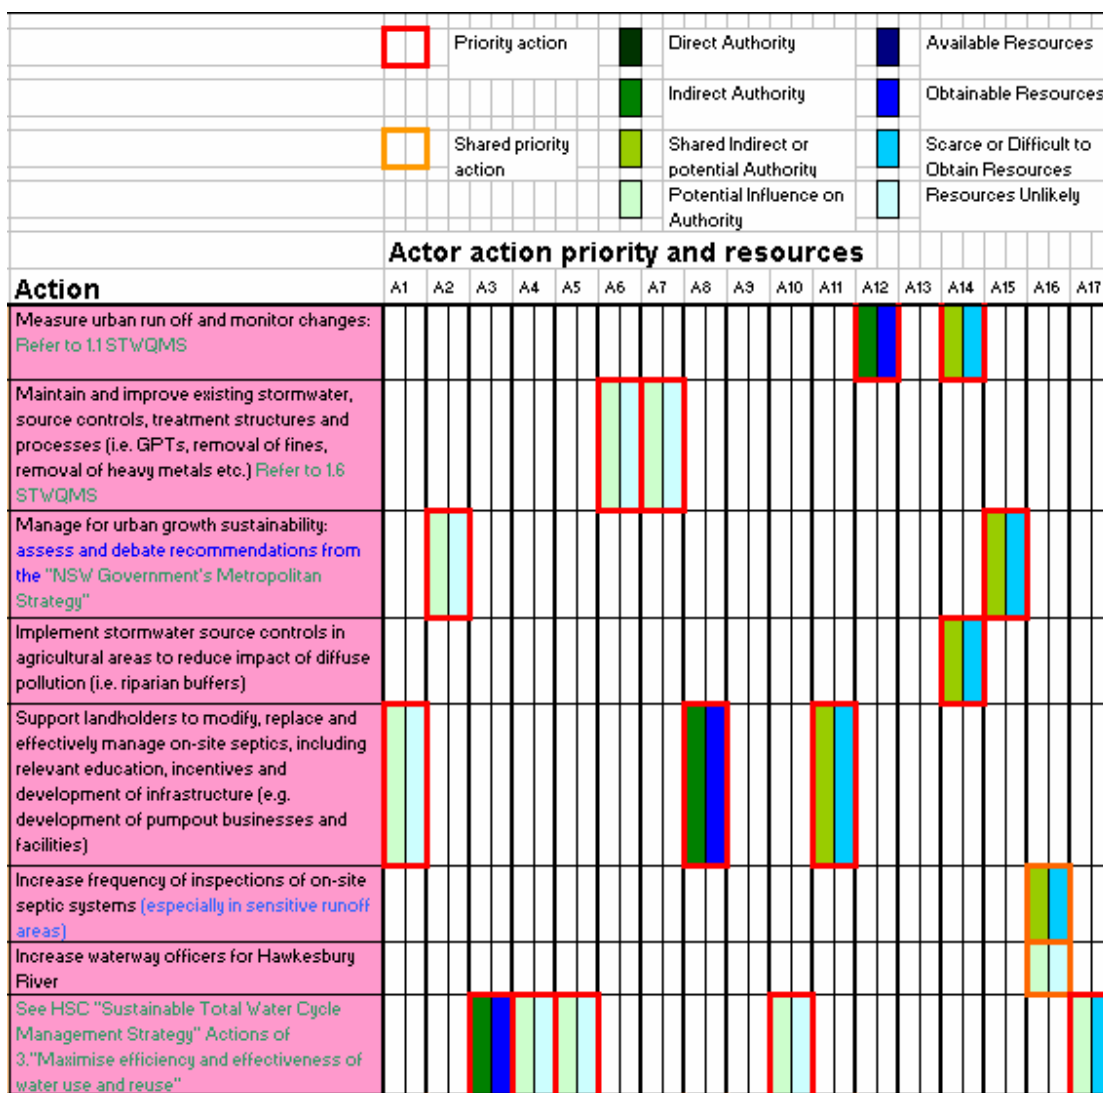 Priority action
Direct Authority
Available Resources
Indirect Authority
Obtainable Resources
Shared priority
action
Shared Indirect or
potential Authority
Scarce or Difficult to
Obtain Resources
Potential Influence on
Authority
Resources Unlikely
Actor action priority and resources
Action A1 A2 A3 A4 A5 A6 A7 A8 A9 A10 A11 A12 A13 A14 A15 A16 A17
Measure urban run off and monitor changes:
Refer to 1.1 STWQMS
Maintain and improve existing stormwater,
source controls, treatment structures and
processes (i.e. GPTs, removal of fines,
removal of heavy metals etc.) Refer to 1.6
STWQMS
Manage for urban growth sustainability:
assess and debate recommendations from
the "NSW Government's Metropolitan
Strategy"
Implement stormwater source controls in
agricultural areas to reduce impact of diffuse
pollution (i.e. riparian buffers)
Support landholders to modify, replace and
effectively manage on-site septics, including
relevant education, incentives and
development of infrastructure (e.g.
development of pumpout businesses and
facilities)
Increase frequency of inspections of on-site
septic systems (especially in sensitive runoff
areas)
Increase waterway officers for Hawkesbury
River
See HSC "Sustainable Total Water Cycle
Management Strategy" Actions of
3."Maximise efficiency and effectiveness of
water use and reuse"